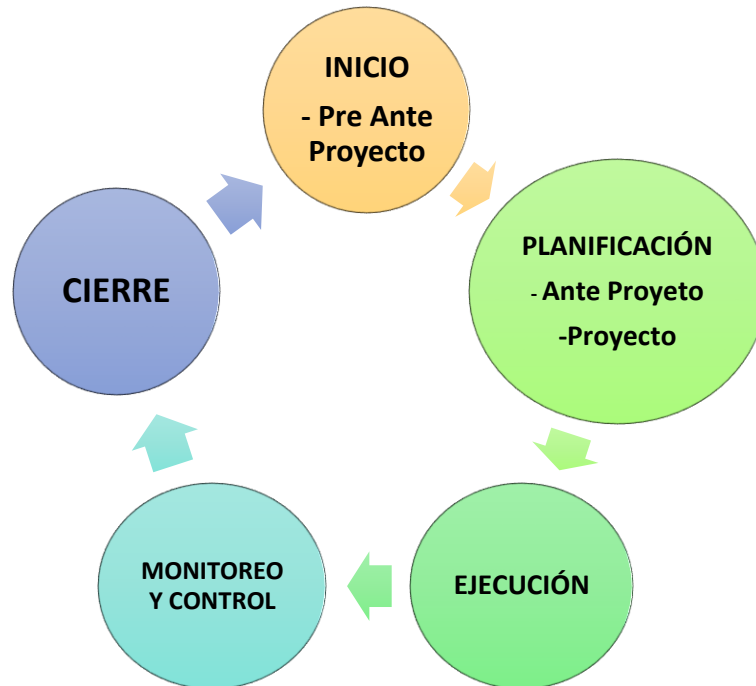 INICIO
- Pre Ante
Proyecto
PLANIFICACIÓN
- Ante Proyeto
-Proyecto
EJECUCIÓN
MONITOREO
Y CONTROL
CIERRE